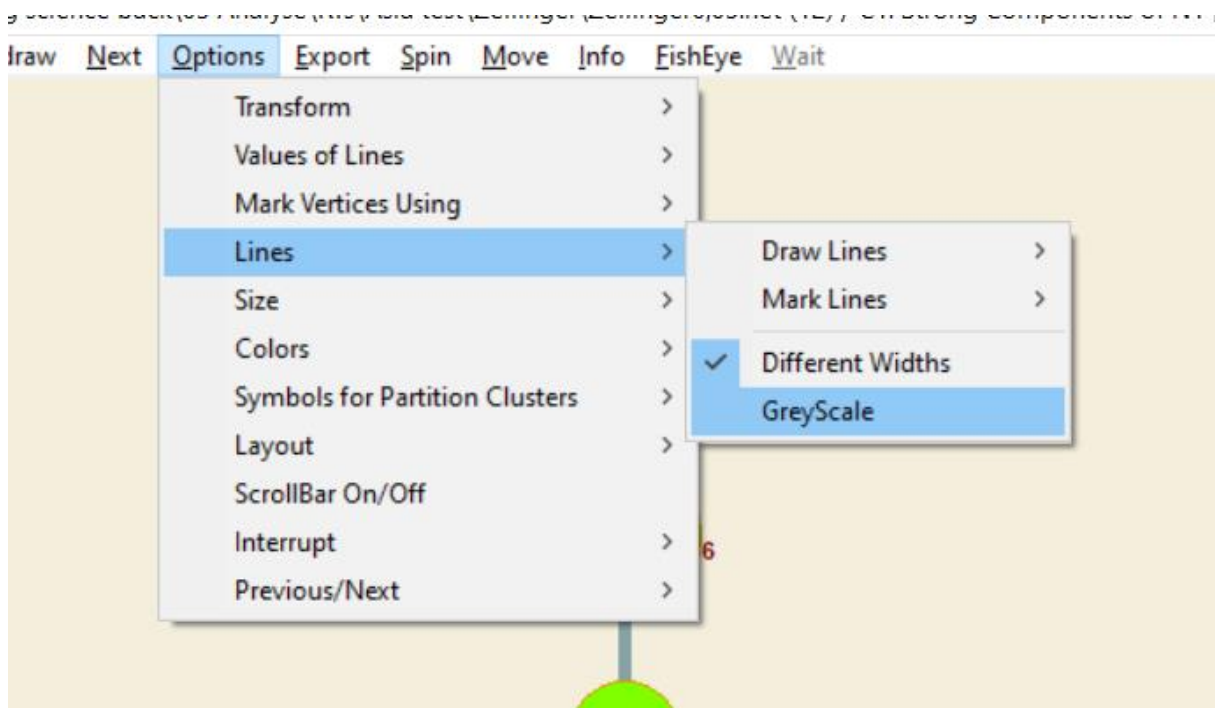 Next Options Export Spin Move Info FishEye Wait
Transform
Values of Lines
Mark Vertices Using
Lines
Size
Colors
Symbols for Partition Clusters
Layout
ScrollBar On/Off
Interrupt
Previous/Next
Draw Lines
Mark Lines
Different Widths
GreyScale
6